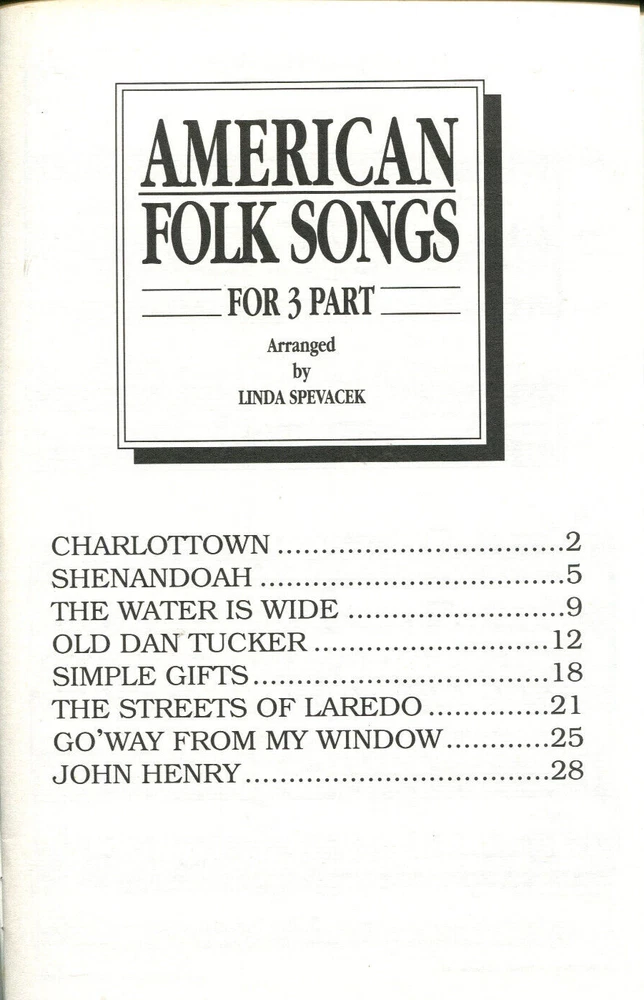 AMERICAN
FOLK SONGS
FOR 3 PART
Arranged
by
LINDA SPEVACEK
CHARLOTTOWN ................................2
SHENANDOAH ..................................5
THE WATER IS WIDE .........................9
OLD DAN TUCKER ...........................12
SIMPLE GIFTS..................................18
THE STREETS OF LAREDO ..............21
GO'WAY FROM MY WINDOW............25
JOHN HENRY...................................28